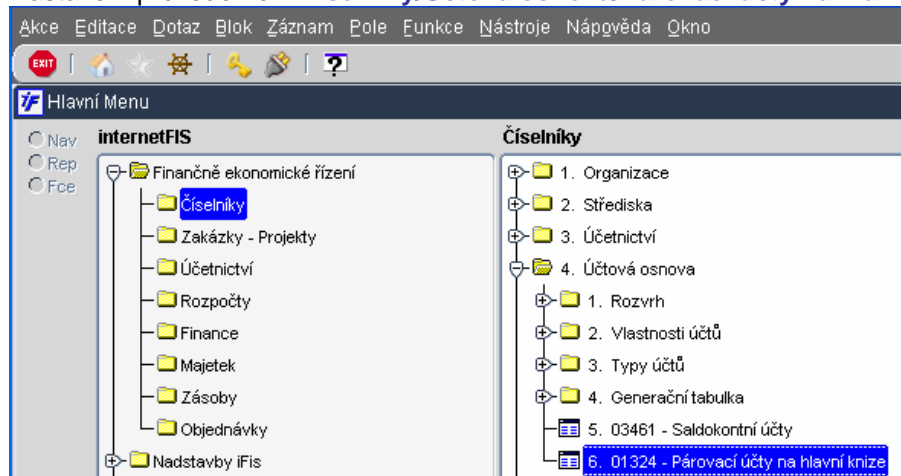 Akce Editace Dotaz Blok Záznam Pole Funkce Nástroje Nápověda Okno
EXIT
Hlavní Menu
Nav
Rep
Fce
internetFIS
Finančně ekonomické řízení
Číselníky
Zakázky - Projekty
Účetnictví
Rozpočty
Finance
Majetek
Zásoby
Objednávky
Nadstavby iFis
Číselníky
1. Organizace
2. Střediska
3. Účetnictví
4. Účtová osnova
1. Rozvrh
2. Vlastnosti účtů
3. Typy účtů
4. Generační tabulka
5. 03461 - Saldokontní účty
6. 01324 - Párovací účty na hlavní knize